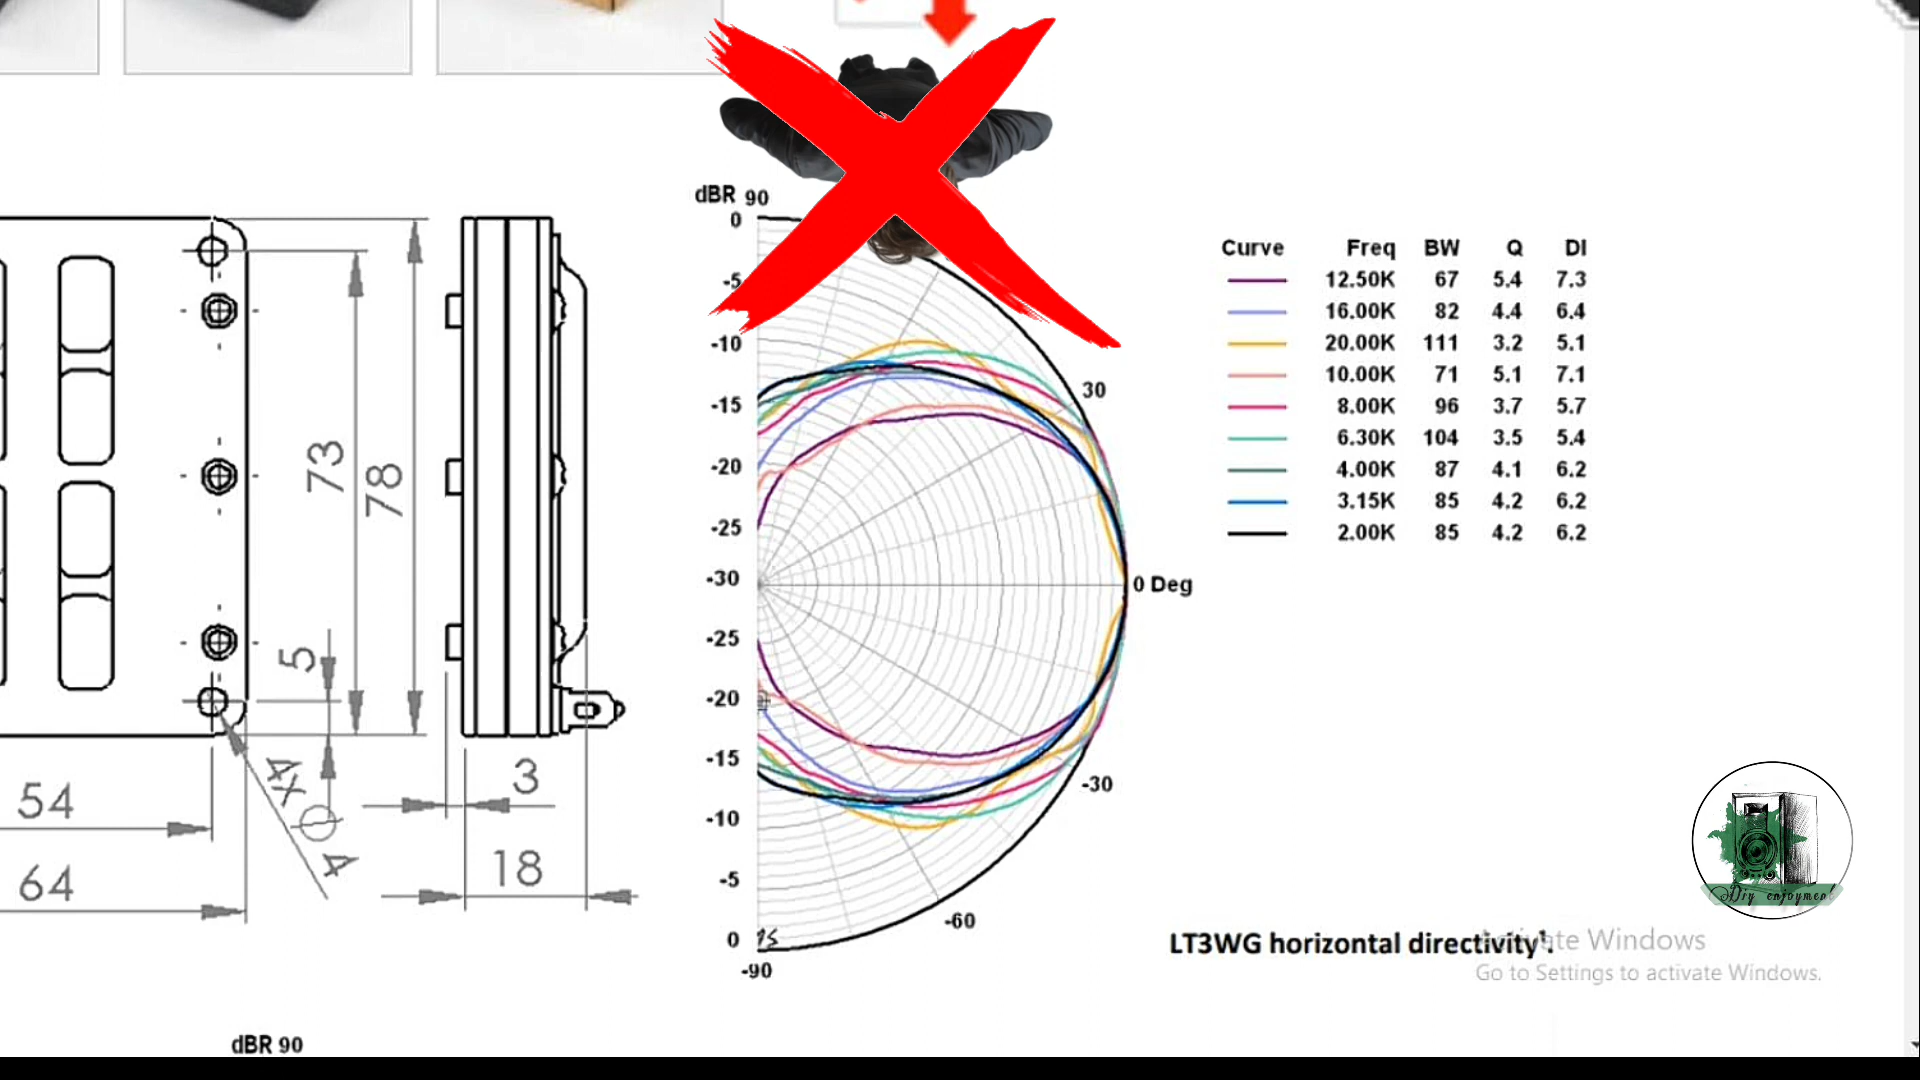 dBR 90
0
-5
-10
-15
-20
-25
-30
-25
-20
-15
-10
-5
0
-90
30
0 Deg
-30
-60
Curve Freq BW Q DI
12.50K 67 5.4 7.3
16.00K 82 4.4 6.4
20.00K 111 3.2 5.1
10.00K 71 5.1 7.1
8.00K 96 3.7 5.7
6.30K 104 3.5 5.4
4.00K 87 4.1 6.2
3.15K 85 4.2 6.2
2.00K 85 4.2 6.2
73
78
5
4x
∅ 4
54
64
3
18
Dry enjoyment
LT3WG horizontal directivity¹.
Activate Windows
Go to Settings to activate Windows.
dBR 90